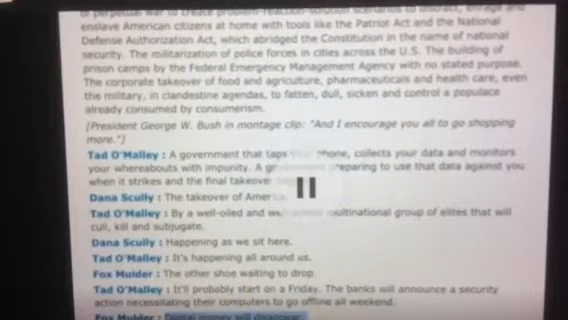 of perpetual war to create problem-reaction-solution scenarios to distract, enrage and
enslave American citizens at home with tools like the Patriot Act and the National
Defense Authorization Act, which abridged the Constitution in the name of national
security. The militarization of police forces in cities across the U.S. The building of
prison camps by the Federal Emergency Management Agency with no stated purpose.
The corporate takeover of food and agriculture, pharmaceuticals and health care, even
the military, in clandestine agendas, to fatten, dull, sicken and control a populace
already consumed by consumerism.
[President George W. Bush in montage clip: "And I encourage you all to go shopping
more."]
Tad O'Malley : A government that taps your phone, collects your data and monitors
your whereabouts with impunity. A preparing to use that data against you
when it strikes and the final takeover
Dana Scully : The takeover of America
Tad O'Malley : By a well-oiled and multinational group of elites that will
cull, kill and subjugate.
Dana Scully : Happening as we sit here.
Tad O'Malley : It's happening all around us.
Fox Mulder : The other shoe waiting to drop.
Tad O'Malley : It'll probably start on a Friday. The banks will announce a security
action necessitating their computers to go offline all weekend.
Fox Mulder : Digital money will disappear.